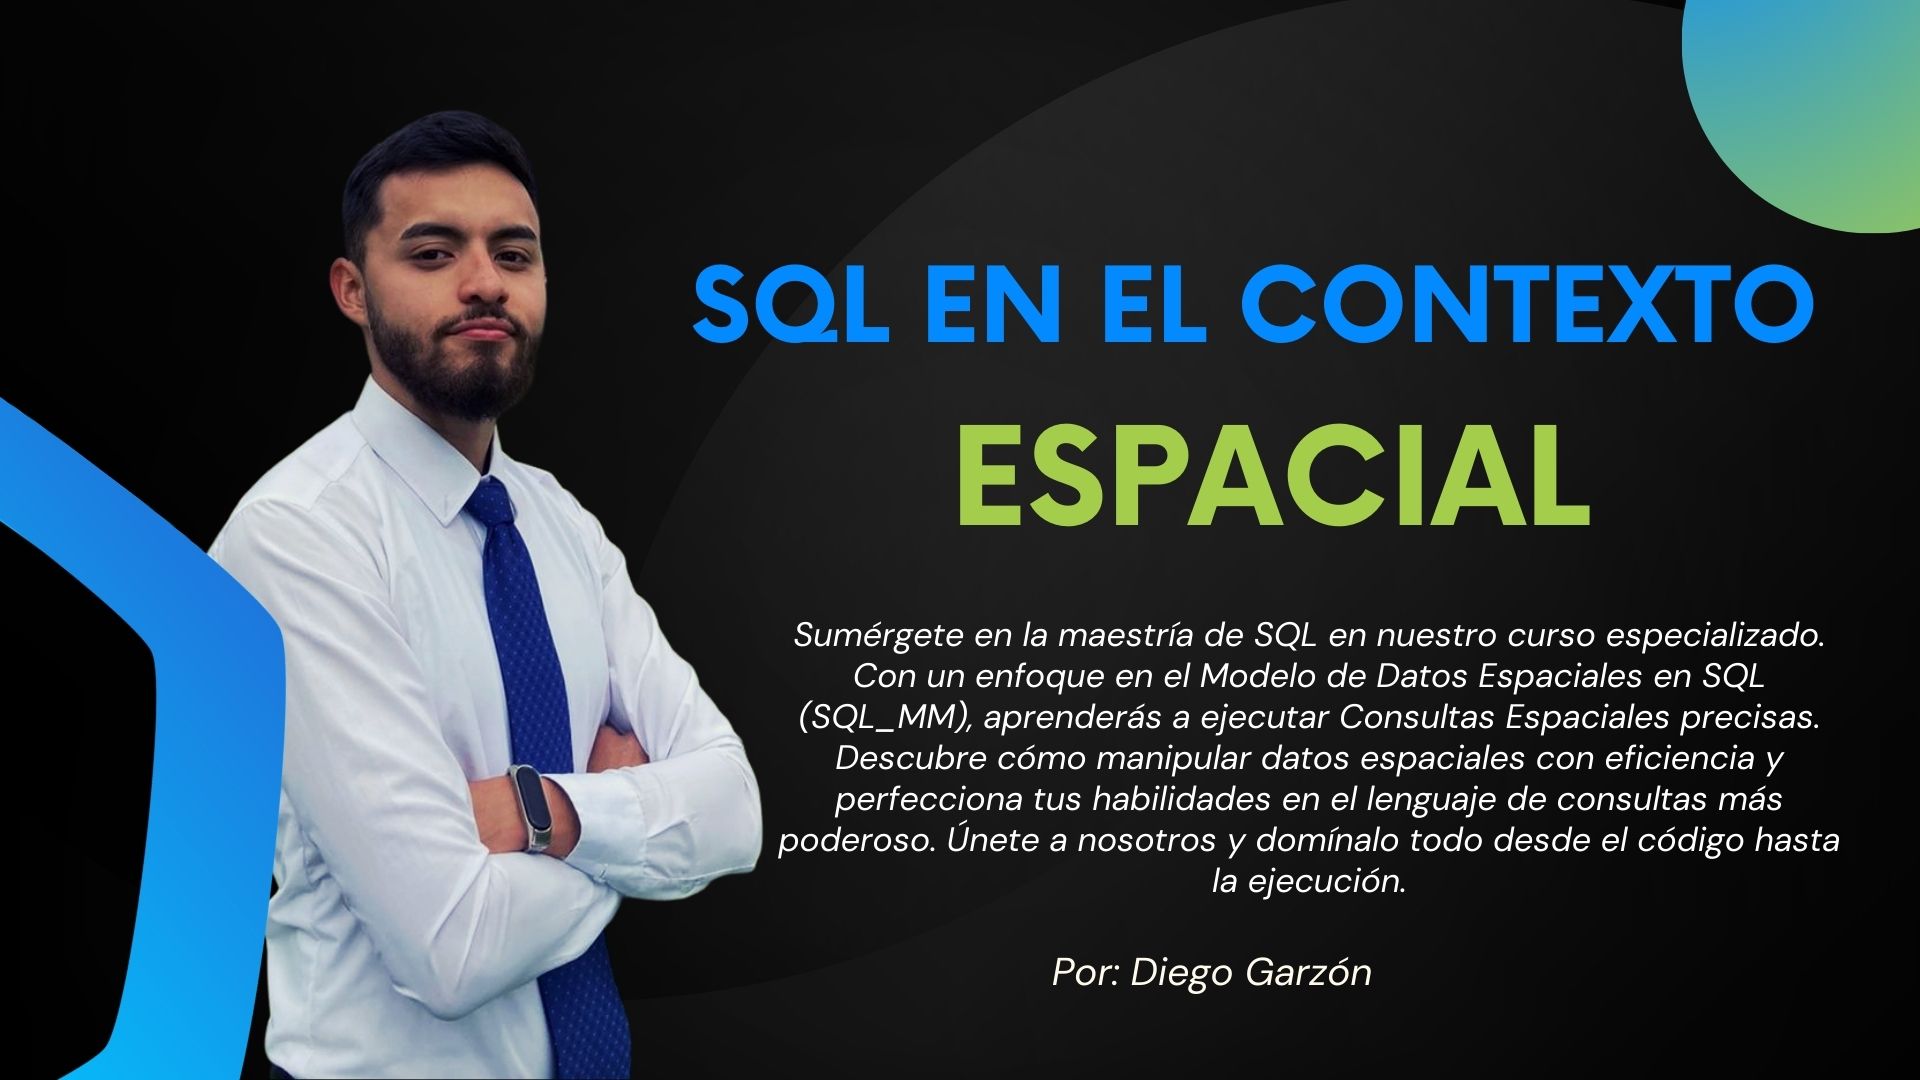 SQL EN EL CONTEXTO
ESPACIAL
Sumérgete en la maestría de SQL en nuestro curso especializado.
Con un enfoque en el Modelo de Datos Espaciales en SQL
(SQL_MM), aprenderás a ejecutar Consultas Espaciales precisas.
Descubre cómo manipular datos espaciales con eficiencia y
perfecciona tus habilidades en el lenguaje de consultas más
poderoso. Únete a nosotros y domínalo todo desde el código hasta
la ejecución.
Por: Diego Garzón